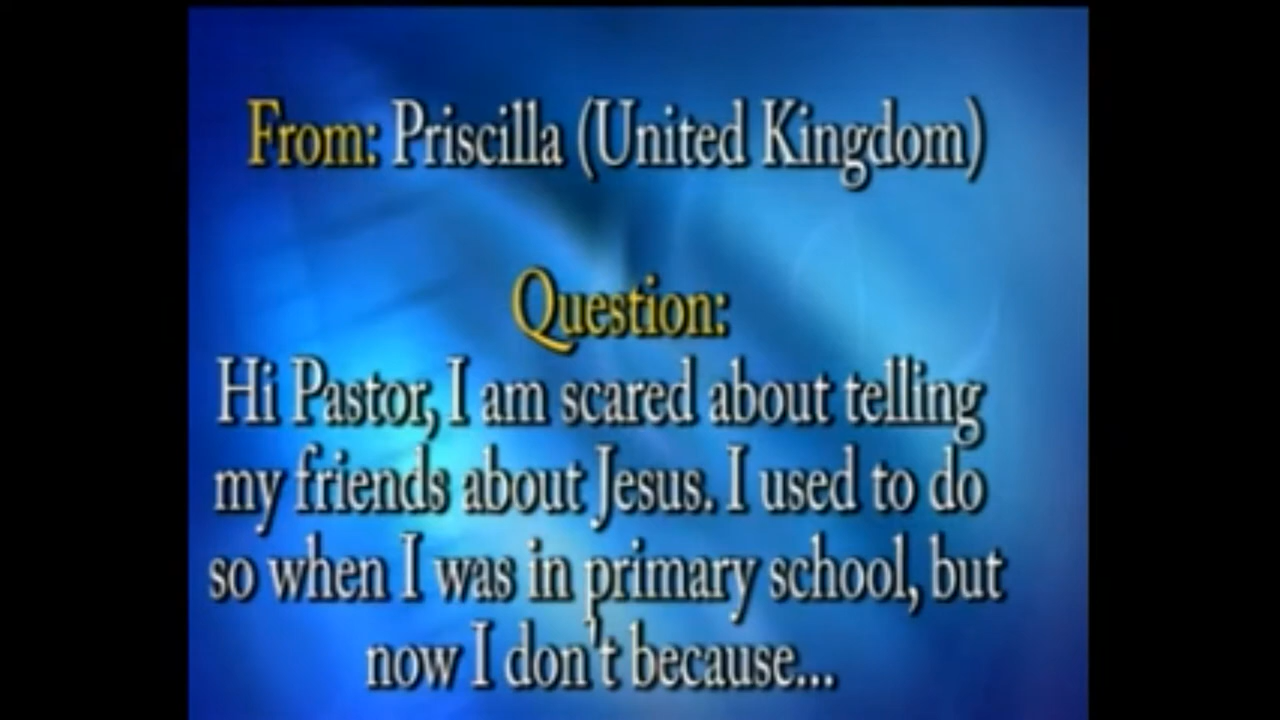 From: Priscilla (United Kingdom)
Question:
Hi Pastor, I am scared about telling
my friends about Jesus. I used to do
so when I was in primary school, but
now I don't because...